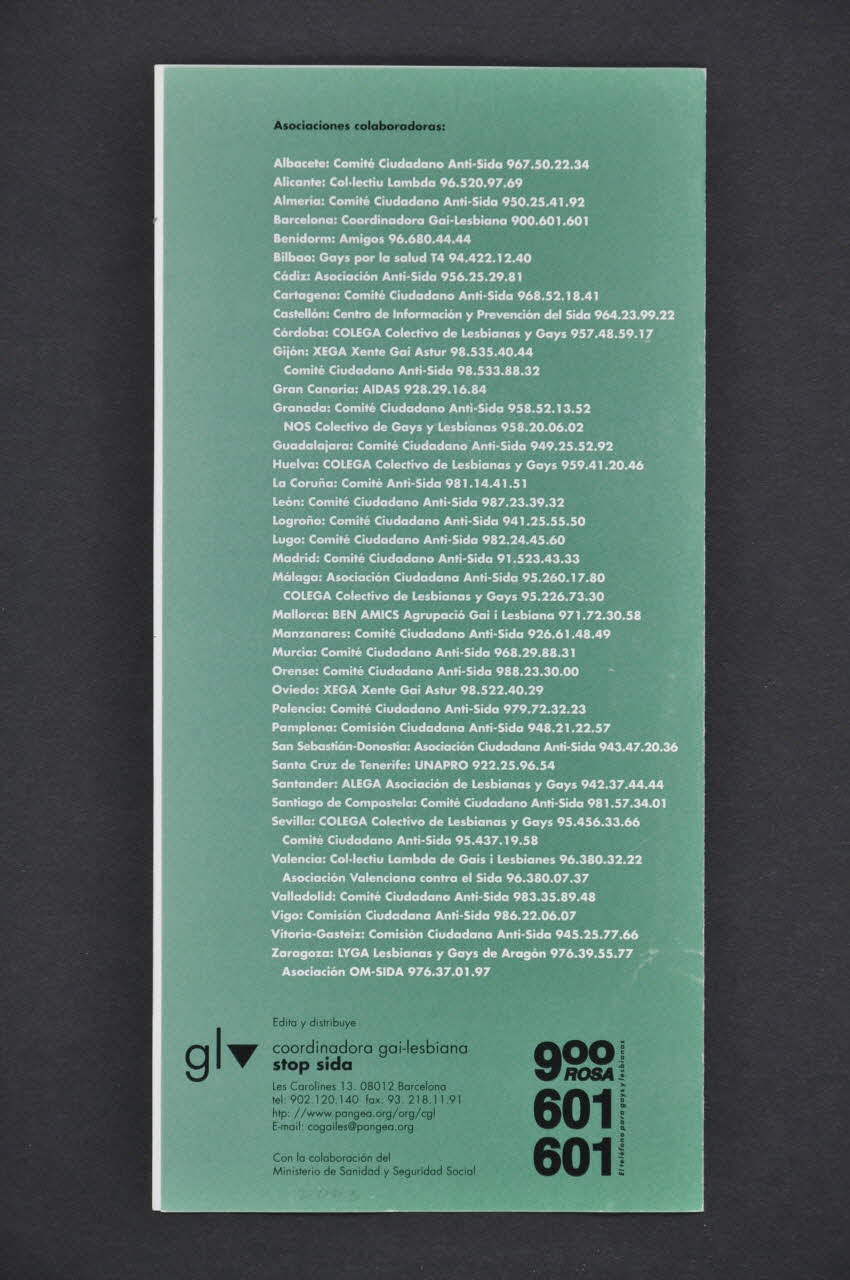 Asociaciones colaboradoras:
Albacete: Comité Ciudadano Anti-Sida 967.50.22.34
Alicante: Col·lectiu Lambda 96.520.97.69
Almería: Comité Ciudadano Anti-Sida 950.25.41.92
Barcelona: Coordinadora Gai-Lesbiana 900.601.601
Benidorm: Amigos 96.680.44.44
Bilbao: Gays por la salud T4 94.422.12.40
Cádiz: Asociación Anti-Sida 956.25.29.81
Cartagena: Comité Ciudadano Anti-Sida 968.52.18.41
Castellón: Centro de Información y Prevención del Sida 964.23.99.22
Córdoba: COLEGA Colectivo de Lesbianas y Gays 957.48.59.17
Gijón: XEGA Xente Gai Astur 98.535.40.44
Comité Ciudadano Anti-Sida 98.533.88.32
Gran Canaria: AIDAS 928.29.16.84
Granada: Comité Ciudadano Anti-Sida 958.52.13.52
NOS Colectivo de Gays y Lesbianas 958.20.06.02
Guadalajara: Comité Ciudadano Anti-Sida 949.25.52.92
Huelva: COLEGA Colectivo de Lesbianas y Gays 959.41.20.46
La Coruña: Comité Anti-Sida 981.14.41.51
León: Comité Ciudadano Anti-Sida 987.23.39.32
Logroño: Comité Ciudadano Anti-Sida 941.25.55.50
Lugo: Comité Ciudadano Anti-Sida 982.24.45.60
Madrid: Comité Ciudadano Anti-Sida 91.523.43.33
Málaga: Asociación Ciudadana Anti-Sida 95.260.17.80
COLEGA Colectivo de Lesbianas y Gays 95.226.73.30
Mallorca: BEN AMICS Agrupació Gai i Lesbiana 971.72.30.58
Manzanares: Comité Ciudadano Anti-Sida 926.61.48.49
Murcia: Comité Ciudadano Anti-Sida 968.29.88.31
Orense: Comité Ciudadano Anti-Sida 988.23.30.00
Oviedo: XEGA Xente Gai Astur 98.522.40.29
Palencia: Comité Ciudadano Anti-Sida 979.72.32.23
Pamplona: Comisión Ciudadana Anti-Sida 948.21.22.57
San Sebastián-Donostia: Asociación Ciudadana Anti-Sida 943.47.20.36
Santa Cruz de Tenerife: UNAPRO 922.25.96.54
Santander: ALEGA Asociación de Lesbianas y Gays 942.37.44.44
Santiago de Compostela: Comité Ciudadano Anti-Sida 981.57.34.01
Sevilla: COLEGA Colectivo de Lesbianas y Gays 95.456.33.66
Comité Ciudadano Anti-Sida 95.437.19.58
Valencia: Col·lectiu Lambda de Gais i Lesbianes 96.380.32.22
Asociación Valenciana contra el Sida 96.380.07.37
Valladolid: Comité Ciudadano Anti-Sida 983.35.89.48
Vigo: Comisión Ciudadana Anti-Sida 986.22.06.07
Vitoria-Gasteiz: Comisión Ciudadana Anti-Sida 945.25.77.66
Zaragoza: LYGA Lesbianas y Gays de Aragón 976.39.55.77
Asociación OM-SIDA 976.37.01.97
Edita y distribuye
gl
coordinadora gai-lesbiana
stop sida
Les Carolines 13. 08012 Barcelona
tel: 902.120.140 fax. 93. 218.11.91
htp: //www.pangea.org/org/cgl
E-mail: cogailes@pangea.org
Con la colaboración del
Ministerio de Sanidad y Seguridad Social
900
ROSA
601
601
El teléfono para gays y lesbianas